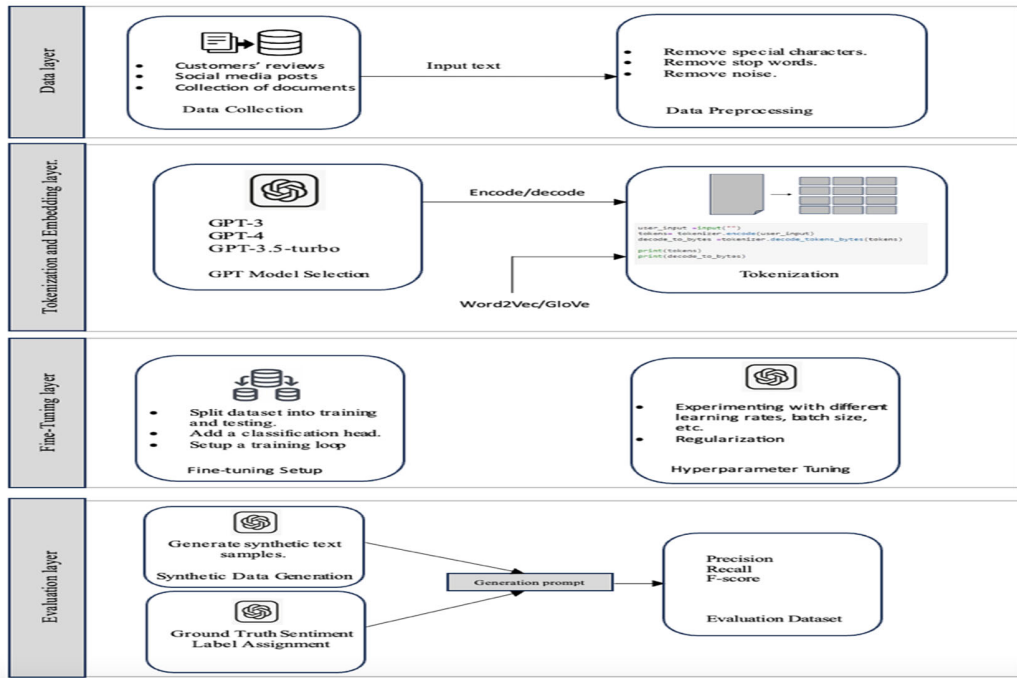 Data layer
Customers' reviews
Social media posts
Collection of documents
Data Collection
Input text
Remove special characters.
Remove stop words.
Remove noise.
Data Preprocessing
Tokenization and Embedding layer.
GPT-3
GPT-4
GPT-3.5-turbo
GPT Model Selection
Encode/decode
Word2Vec/GloVe
user_input =input("")
tokens= tokenizer.encode(user_input)
decode_to_bytes =tokenizer.decode_tokens_bytes(tokens)
print(tokens)
print(decode_to_bytes)
Tokenization
Fine-Tuning layer
Split dataset into training
and testing.
Add a classification head.
Setup a training loop
Fine-tuning Setup
Experimenting with different
learning rates, batch size,
etc.
Regularization
Hyperparameter Tuning
Evaluation layer
Generate synthetic text
samples.
Synthetic Data Generation
Ground Truth Sentiment
Label Assignment
Generation prompt
Precision
Recall
F-score
Evaluation Dataset